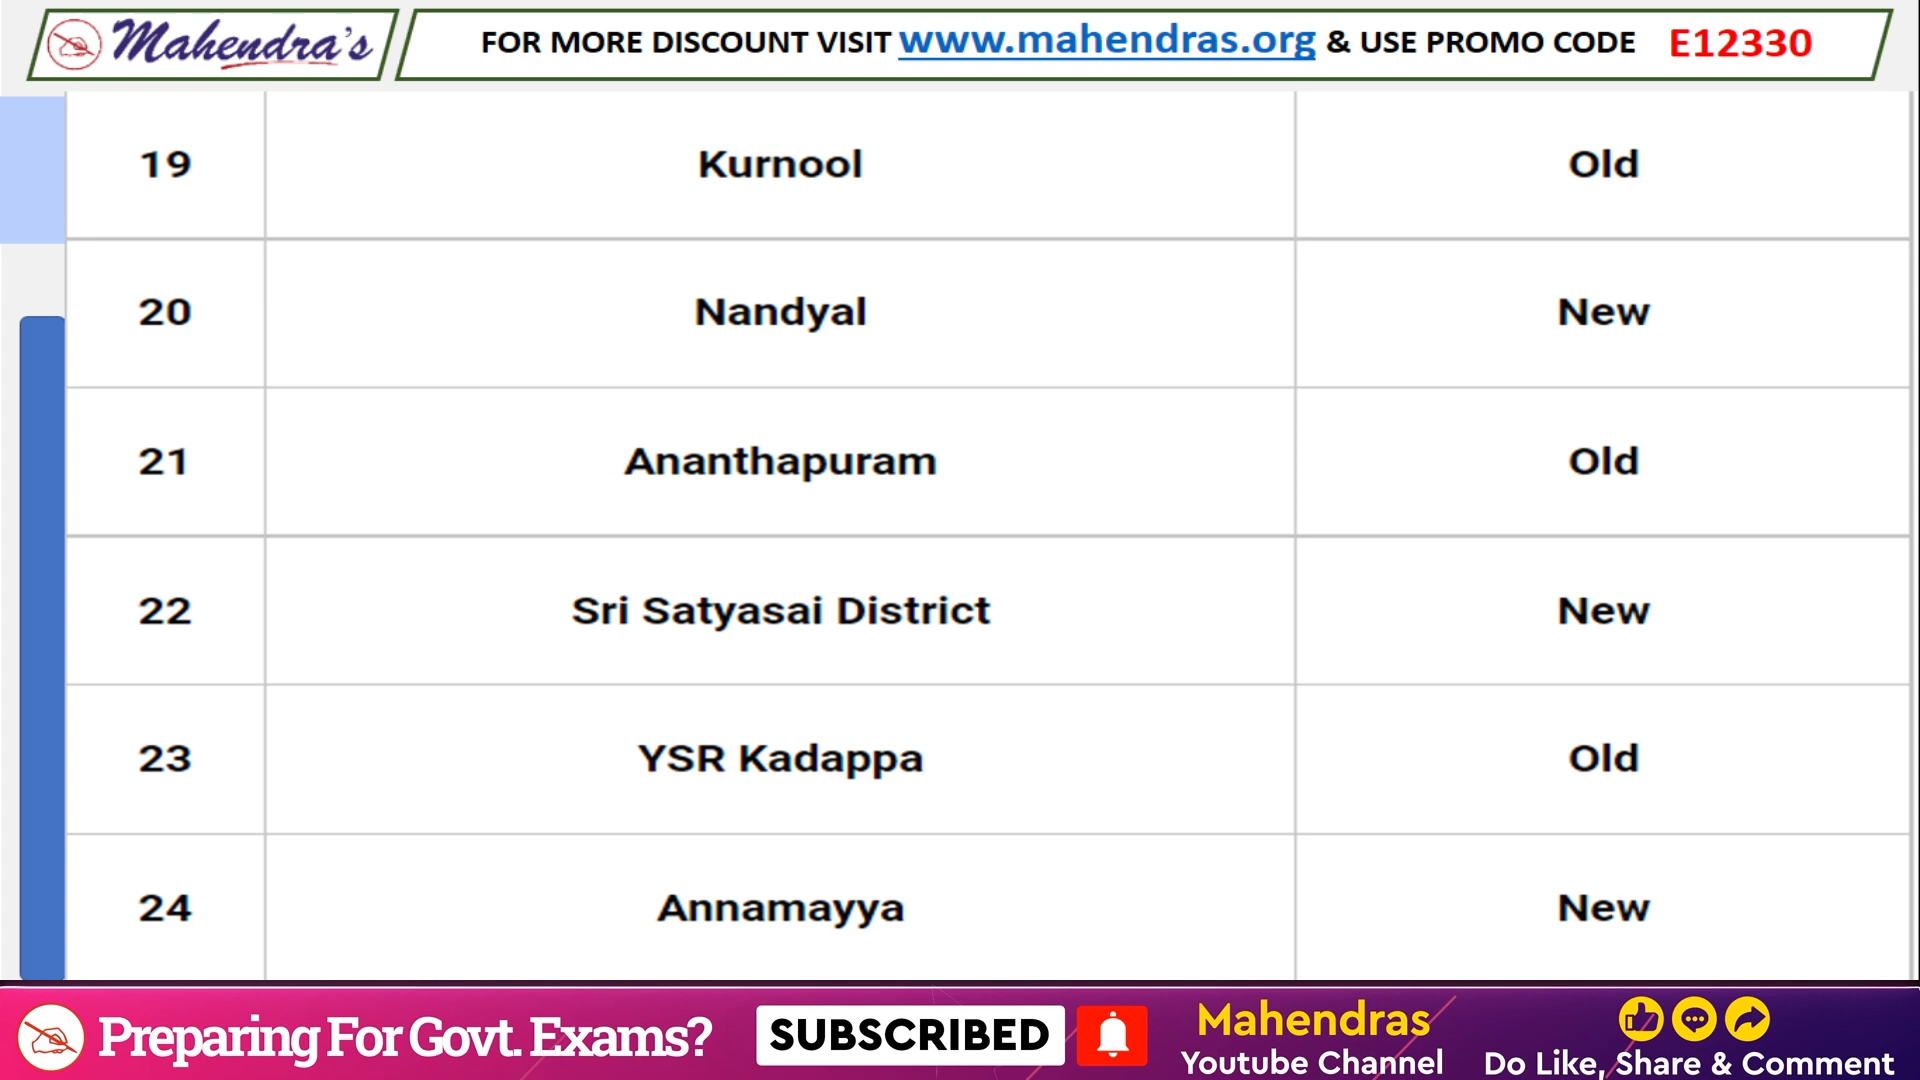 Mahendra's
FOR MORE DISCOUNT VISIT www.mahendras.org & USE PROMO CODE E12330
19 Kurnool Old
20 Nandyal New
21 Ananthapuram Old
22 Sri Satyasai District New
23 YSR Kadappa Old
24 Annamayya New
Preparing For Govt. Exams?
SUBSCRIBED
Mahendras
Youtube Channel
Do Like, Share & Comment